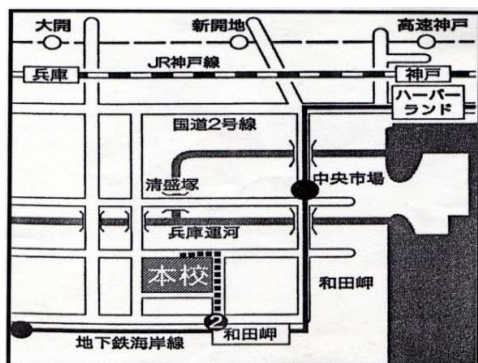 大開
新開地
高速神戸
JR神戸線
兵庫
神戸
ハーバー
ランド
国道2号線
清盛塚
中央市場
兵庫運河
本校
和田岬
2
和田岬
地下鉄海岸線